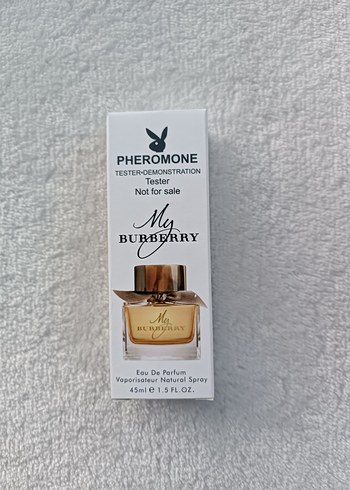 PHEROMONE
TESTER•DEMONSTRATION
Tester
Not for sale
My
BURBERRY
My
BURBERRY
Eau De Parfum
Vaporisateur Natural Spray
45ml e 1.5 FL.OZ.